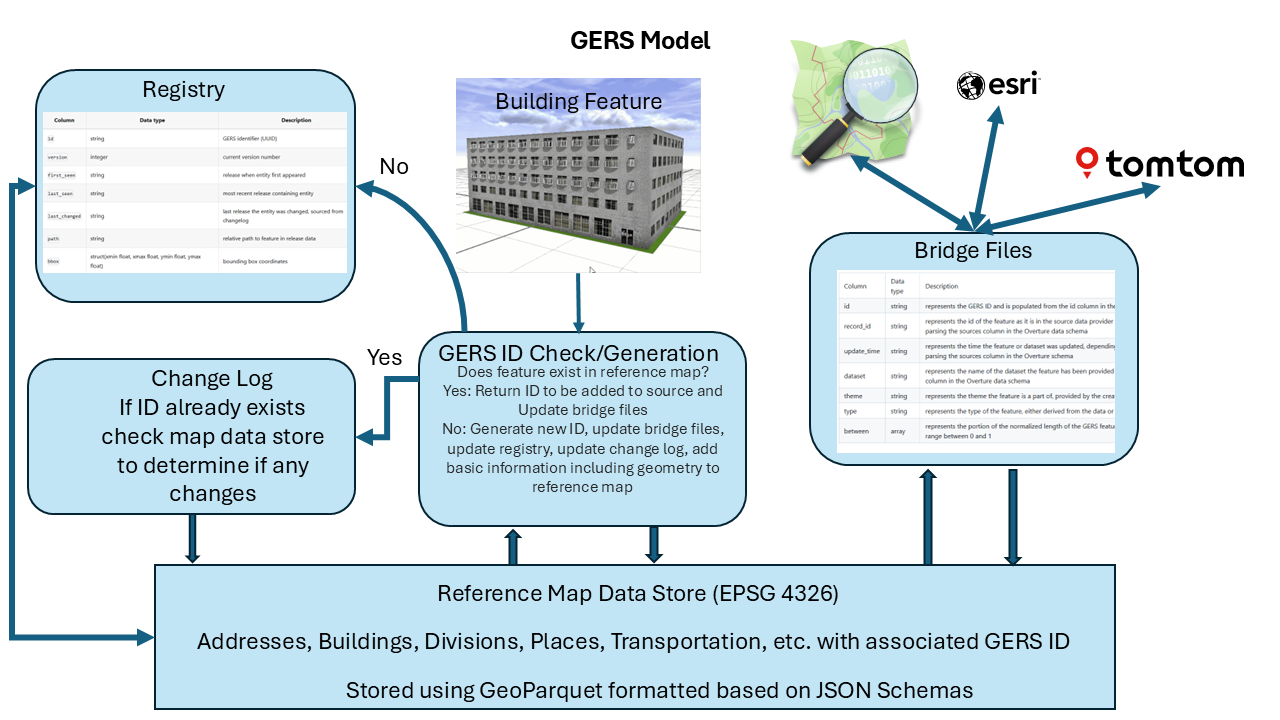 GERS Model
Registry
Column Data type Description
id string GERS identifier (UUID)
version integer current version number
first_seen string release when entity first appeared
last_seen string most recent release containing entity
last_changed string last release the entity was changed, sourced from
changelog
path string relative path to feature in release data
bbox struct(xmin float, xmax float, ymin float, ymax
float) bounding box coordinates
Building Feature
esri
tomtom
No
Bridge Files
Column Data
type Description
id string represents the GERS ID and is populated from the id column in the
record_id string represents the id of the feature as it is in the source data provider
parsing the sources column in the Overture data schema
update_time string represents the time the feature or dataset was updated, depending
parsing the sources column in the Overture data schema
dataset string represents the name of the dataset the feature has been provided
column in the Overture data schema
theme string represents the theme the feature is a part of, provided by the crea
type string represents the type of the feature, either derived from the data or
between array represents the portion of the normalized length of the GERS featu
range between 0 and 1
Yes
GERS ID Check/Generation
Does feature exist in reference map?
Yes: Return ID to be added to source and
Update bridge files
No: Generate new ID, update bridge files,
update registry, update change log, add
basic information including geometry to
reference map
Change Log
If ID already exists
check map data store
to determine if any
changes
Reference Map Data Store (EPSG 4326)
Addresses, Buildings, Divisions, Places, Transportation, etc. with associated GERS ID
Stored using GeoParquet formatted based on JSON Schemas